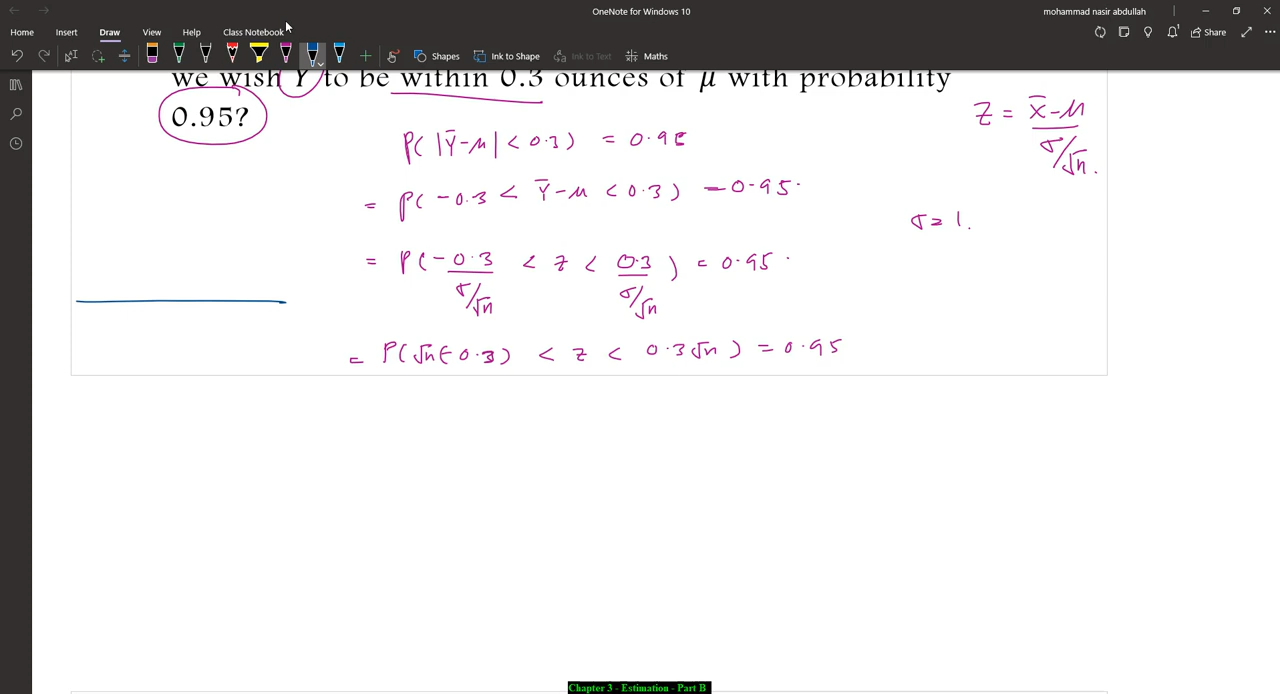 OneNote for Windows 10
mohammad nasir abdullah
Home Insert Draw View Help Class Notebook
Share
Shapes Ink to Shape Ink to Text Maths
we wish Y to be within 0.3 ounces of μ with probability
0.95?
Z = x̄-μ / σ/√n.
P( |Ȳ-μ| < 0.3 ) = 0.95
= P( -0.3 < Ȳ-μ < 0.3 ) = 0.95.
σ = 1.
= P( -0.3 / σ/√n < z < 0.3 / σ/√n ) = 0.95.
= P( √n(-0.3) < z < 0.3√n ) = 0.95
Chapter 3 - Estimation - Part B